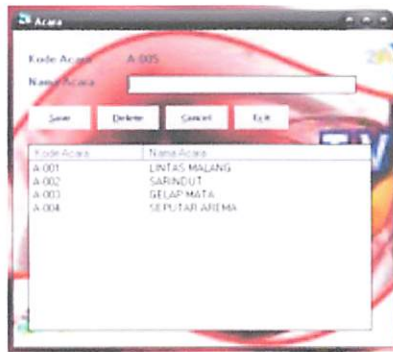 Acara
Kode Acara A-005
Nama Acara
Save Delete Cancel Exit
Kode Acara Nama Acara
A-001 LINTAS MALANG
A-002 SARINDUT
A-003 GELAP MATA
A-004 SEPUTAR AREMA
TV